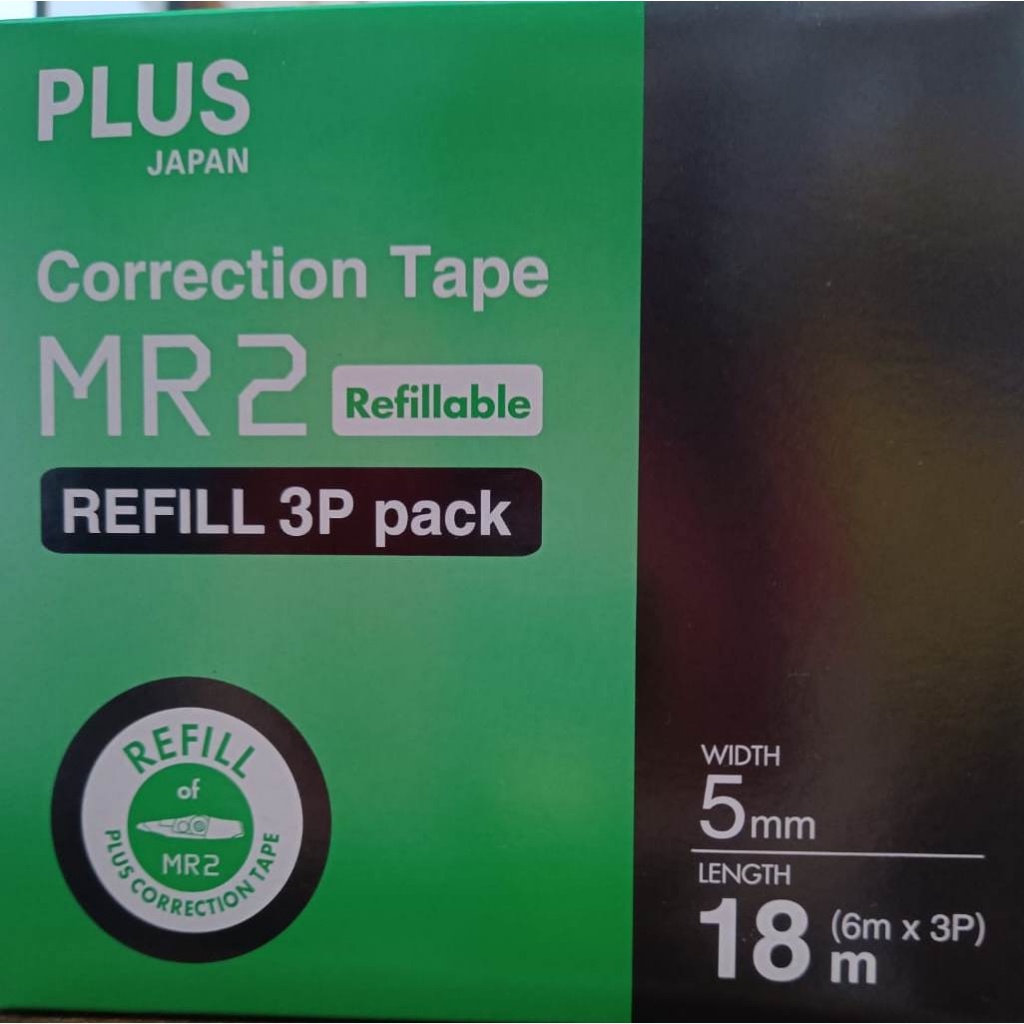 PLUS
JAPAN
Correction Tape
MR2 Refillable
REFILL 3P pack
REFILL
of
MR2
PLUS CORRECTION TAPE
WIDTH
5mm
LENGTH
18m (6m x 3P)